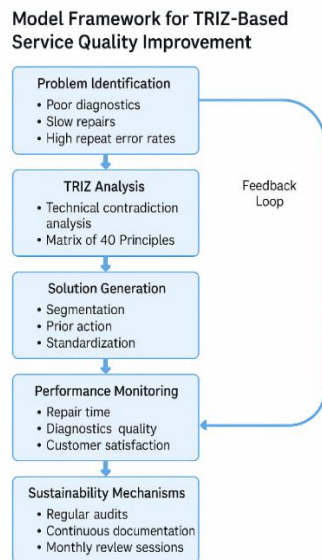 Model Framework for TRIZ-Based
Service Quality Improvement
Problem Identification
• Poor diagnostics
• Slow repairs
• High repeat error rates
TRIZ Analysis
• Technical contradiction
analysis
• Matrix of 40 Principles
Feedback
Loop
Solution Generation
• Segmentation
• Prior action
• Standardization
Performance Monitoring
• Repair time
• Diagnostics quality
• Customer satisfaction
Sustainability Mechanisms
• Regular audits
• Continuous documentation
• Monthly review sessions